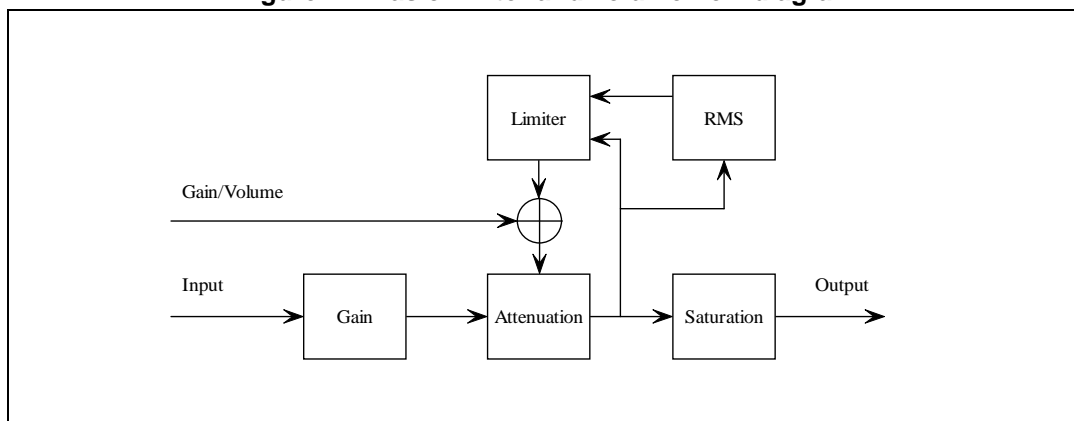 Limiter
RMS
Gain/Volume
Input
Output
Gain
Attenuation
Saturation